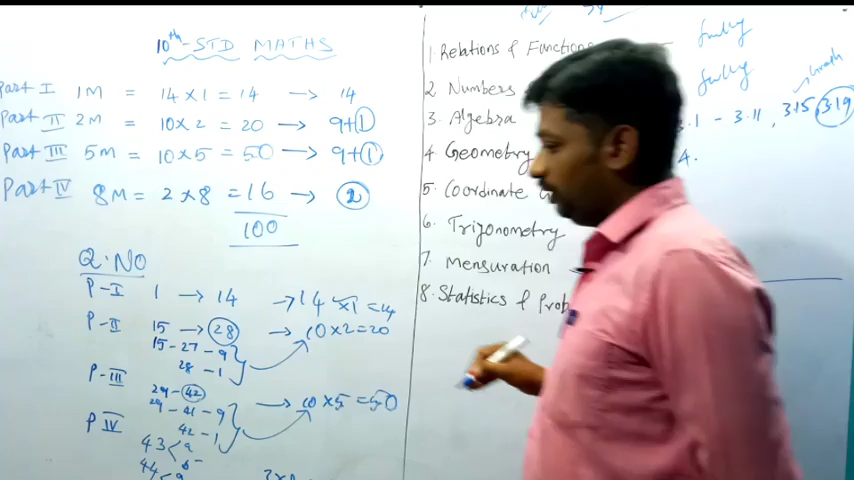 10th-STD MATHS
Part I 1M = 14×1 = 14 → 14
Part II 2M = 10×2 = 20 → 9+1
Part III 5M = 10×5 = 50 → 9+1
Part IV 8M = 2×8 = 16 → 2
100
Q.NO
P-I 1 → 14 → 14×1=14
P-II 15 → 28 → 10×2=20
15-27-9
28-1
P-III 29-42 → 10×5=50
29-41-9
42-1
P IV
43 < a
b
44 < a
1 Relations & Functions
fully
2 Numbers
fully
Graph
3. Algebra 3.1 - 3.11, 3.15, 3.19
4. Geometry 4.
5. Coordinate
6. Trigonometry
7. Mensuration
8. Statistics & Prob